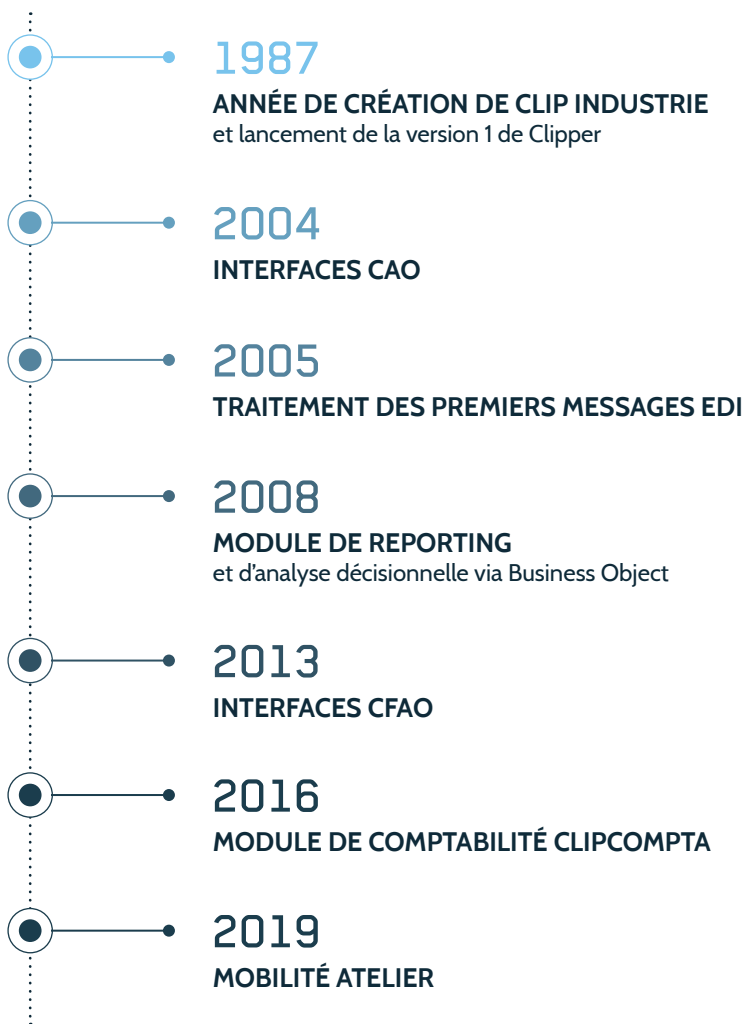 1987
ANNÉE DE CRÉATION DE CLIP INDUSTRIE
et lancement de la version 1 de Clipper
2004
INTERFACES CAO
2005
TRAITEMENT DES PREMIERS MESSAGES EDI
2008
MODULE DE REPORTING
et d’analyse décisionnelle via Business Object
2013
INTERFACES CFAO
2016
MODULE DE COMPTABILITÉ CLIPCOMPTA
2019
MOBILITÉ ATELIER